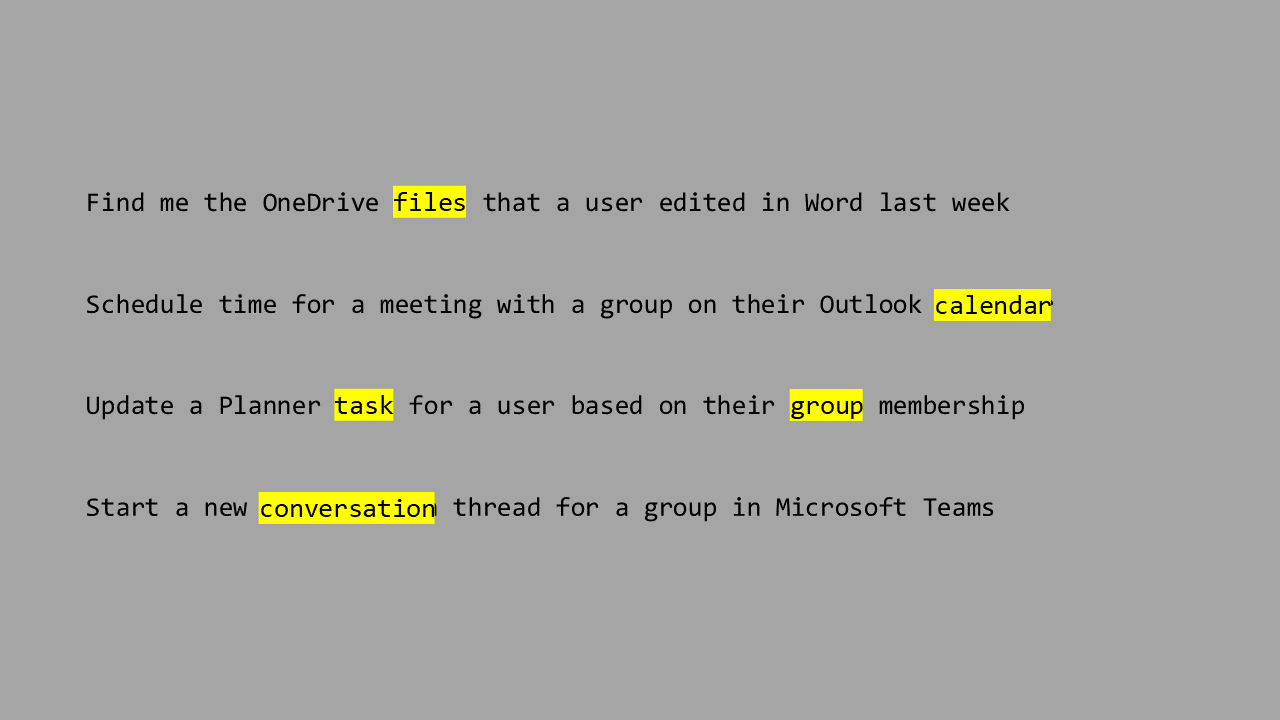 Find me the OneDrive files that a user edited in Word last week
Schedule time for a meeting with a group on their Outlook calendar
Update a Planner task for a user based on their group membership
Start a new conversation thread for a group in Microsoft Teams